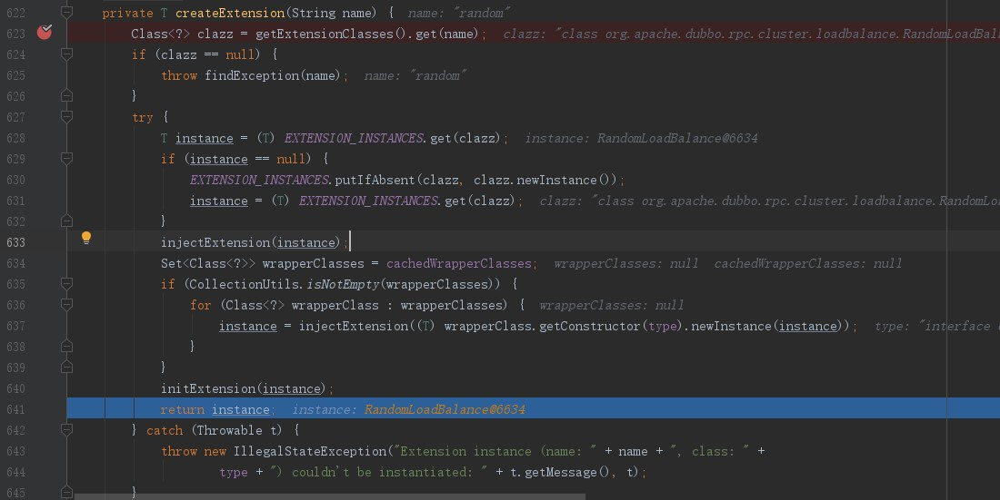 622 private T createExtension(String name) { name: "random"
623 Class<?> clazz = getExtensionClasses().get(name); clazz: "class org.apache.dubbo.rpc.cluster.loadbalance.RandomLoadBal
624 if (clazz == null) {
625 throw findException(name); name: "random"
626 }
627 try {
628 T instance = (T) EXTENSION_INSTANCES.get(clazz); instance: RandomLoadBalance@6634
629 if (instance == null) {
630 EXTENSION_INSTANCES.putIfAbsent(clazz, clazz.newInstance());
631 instance = (T) EXTENSION_INSTANCES.get(clazz); clazz: "class org.apache.dubbo.rpc.cluster.loadbalance.RandomLo
632 }
633 injectExtension(instance);
634 Set<Class<?>> wrapperClasses = cachedWrapperClasses; wrapperClasses: null cachedWrapperClasses: null
635 if (CollectionUtils.isNotEmpty(wrapperClasses)) {
636 for (Class<?> wrapperClass : wrapperClasses) { wrapperClasses: null
637 instance = injectExtension((T) wrapperClass.getConstructor(type).newInstance(instance)); type: "interface
638 }
639 }
640 initExtension(instance);
641 return instance; instance: RandomLoadBalance@6634
642 } catch (Throwable t) {
643 throw new IllegalStateException("Extension instance (name: " + name + ", class: " +
644 type + ") couldn't be instantiated: " + t.getMessage(), t);
645 }